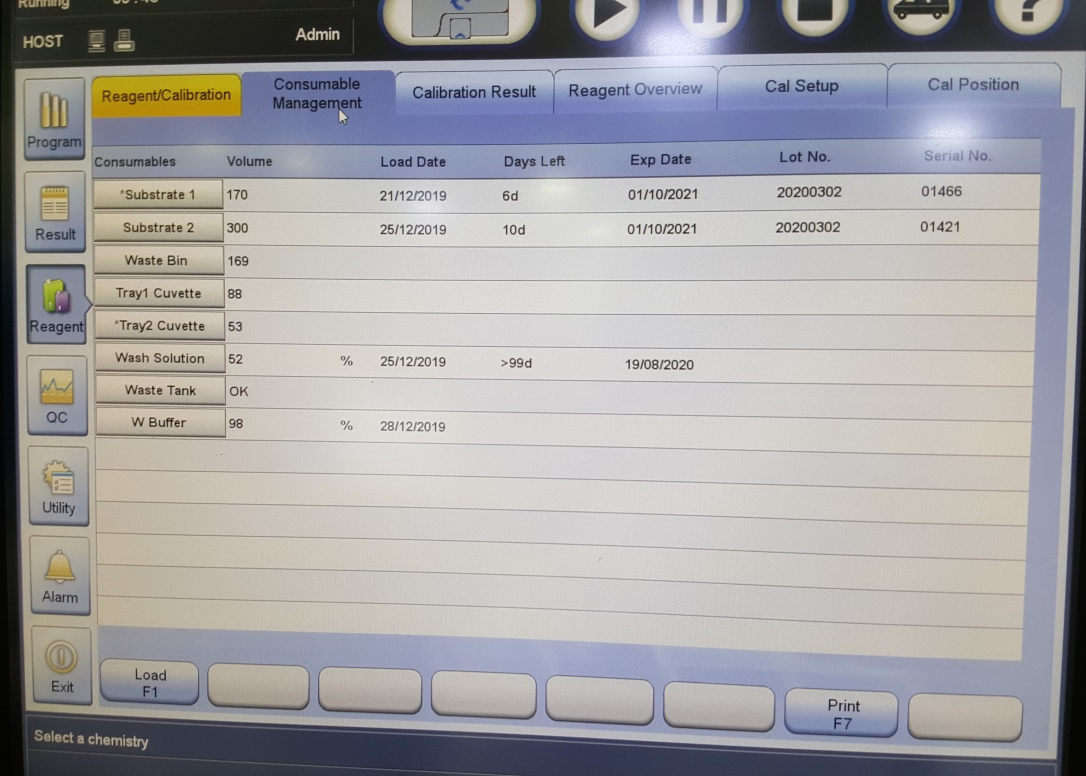 Running
HOST
Admin
?
Reagent/Calibration
Consumable
Management
Calibration Result
Reagent Overview
Cal Setup
Cal Position
Program
Result
Reagent
QC
Utility
Alarm
Exit
Consumables Volume Load Date Days Left Exp Date Lot No. Serial No.
*Substrate 1 170 21/12/2019 6d 01/10/2021 20200302 01466
Substrate 2 300 25/12/2019 10d 01/10/2021 20200302 01421
Waste Bin 169
Tray1 Cuvette 88
*Tray2 Cuvette 53
Wash Solution 52 % 25/12/2019 >99d 19/08/2020
Waste Tank OK
W Buffer 98 % 28/12/2019
Load
F1
Print
F7
Select a chemistry